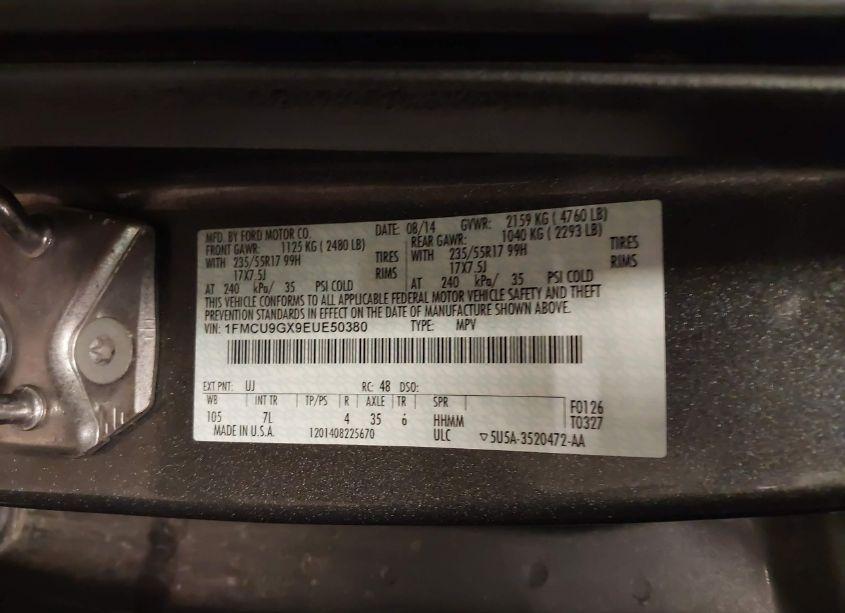 MFD. BY FORD MOTOR CO. DATE: 08/14 GVWR: 2159 KG ( 4760 LB)
FRONT GAWR: 1125 KG ( 2480 LB) REAR GAWR: 1040 KG ( 2293 LB)
WITH 235/55R17 99H TIRES WITH 235/55R17 99H TIRES
17X7.5J RIMS 17X7.5J RIMS
AT 240 kPa/ 35 PSI COLD AT 240 kPa/ 35 PSI COLD
THIS VEHICLE CONFORMS TO ALL APPLICABLE FEDERAL MOTOR VEHICLE SAFETY AND THEFT
PREVENTION STANDARDS IN EFFECT ON THE DATE OF MANUFACTURE SHOWN ABOVE.
VIN: 1FMCU9GX9EUE50380 TYPE: MPV
EXT PNT: UJ RC: 48 DSO:
WB INT TR TP/PS R AXLE TR SPR F0126
105 7L 4 35 6 HHMM T0327
MADE IN U.S.A. 1201408225670 ULC ▽5U5A-3520472-AA